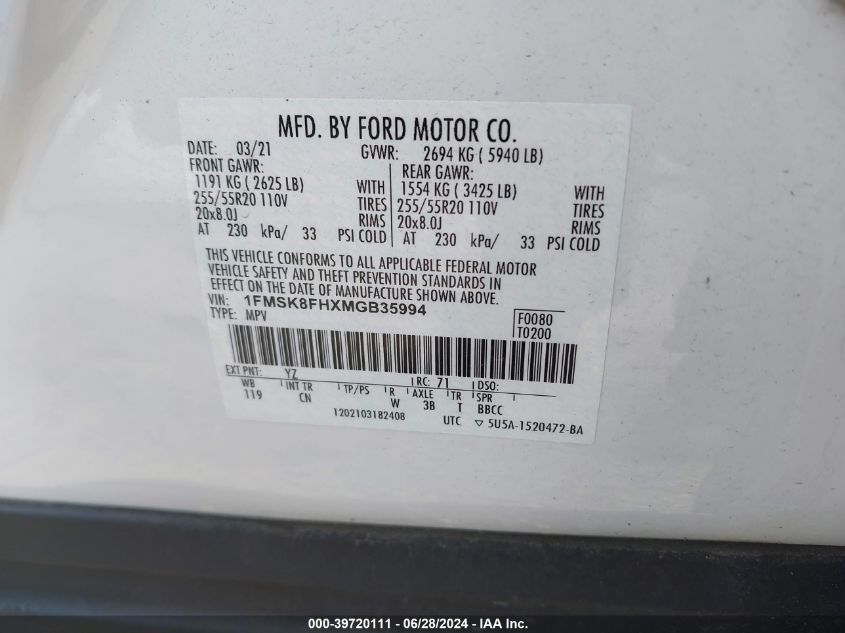 MFD. BY FORD MOTOR CO.
DATE: 03/21 GVWR: 2694 KG ( 5940 LB)
FRONT GAWR: REAR GAWR:
1191 KG ( 2625 LB) WITH 1554 KG ( 3425 LB) WITH
255/55R20 110V TIRES 255/55R20 110V TIRES
20x8.0J RIMS 20x8.0J RIMS
AT 230 kPa/ 33 PSI COLD AT 230 kPa/ 33 PSI COLD
THIS VEHICLE CONFORMS TO ALL APPLICABLE FEDERAL MOTOR
VEHICLE SAFETY AND THEFT PREVENTION STANDARDS IN
EFFECT ON THE DATE OF MANUFACTURE SHOWN ABOVE.
VIN: 1FMSK8FHXMGB35994
TYPE: MPV F0080
T0200
EXT PNT: YZ RC: 71 DSO:
WB INT TR TP/PS R AXLE TR SPR
119 CN W 3B T BBCC
1202103182408 UTC ▽ 5U5A-1520472-BA
000-39720111 - 06/28/2024 - IAA Inc.